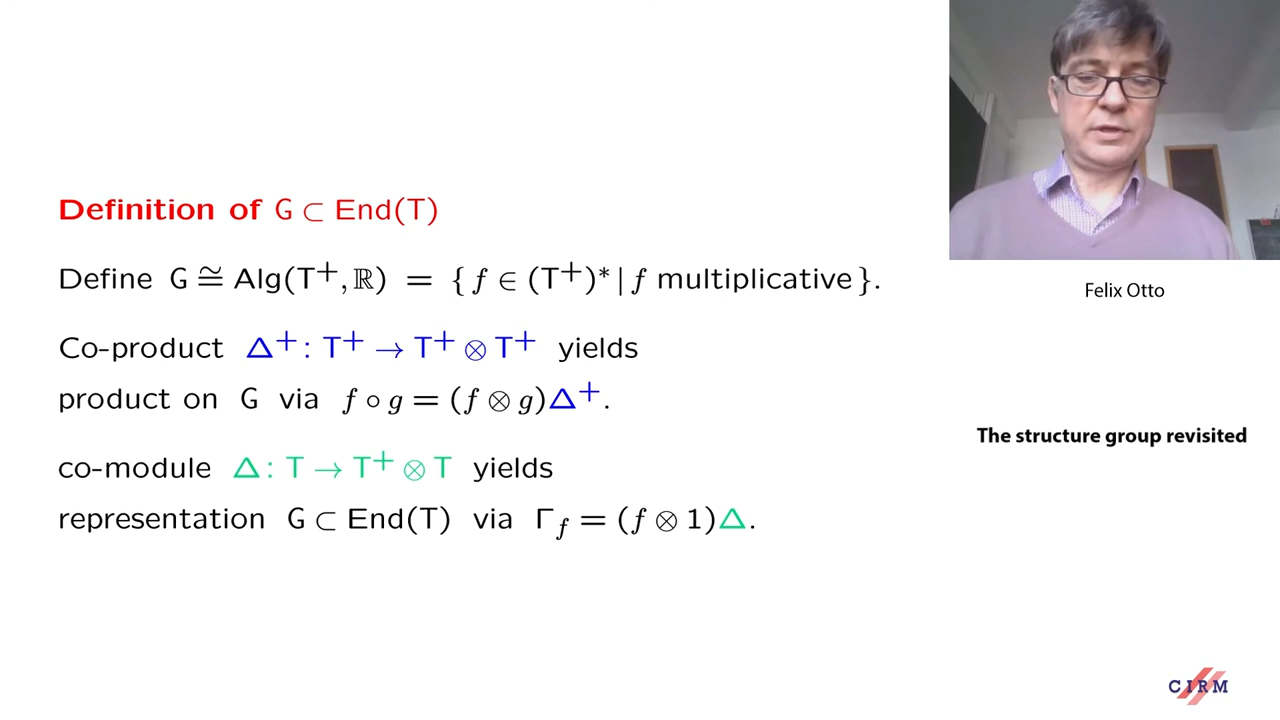 Definition of G ⊂ End(T)
Define G ≅ Alg(T⁺, ℝ) = { f ∈ (T⁺)* | f multiplicative }.
Co-product Δ⁺ : T⁺ → T⁺ ⊗ T⁺ yields
product on G via f ∘ g = (f ⊗ g)Δ⁺.
co-module Δ : T → T⁺ ⊗ T yields
representation G ⊂ End(T) via Γ_f = (f ⊗ 1)Δ.
Felix Otto
The structure group revisited
CIRM